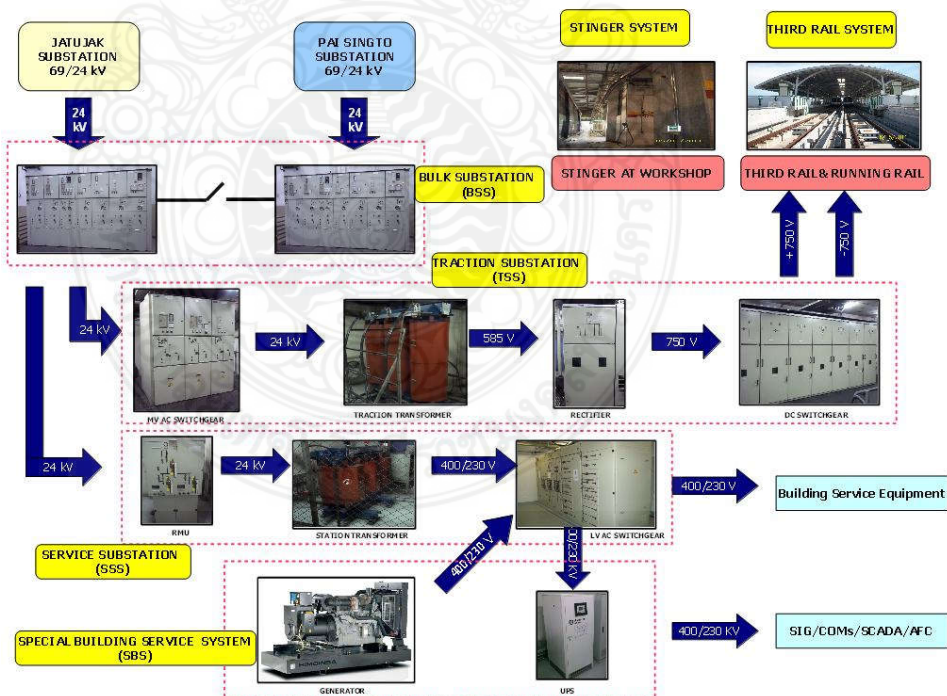 JATUJAK
SUBSTATION
69/24 kV
PAI SINGTO
SUBSTATION
69/24 kV
STINGER SYSTEM
THIRD RAIL SYSTEM
24
kV
24
kV
BULK SUBSTATION
(BSS)
STINGER AT WORKSHOP
THIRD RAIL & RUNNING RAIL
+750 V
-750 V
TRACTION SUBSTATION
(TSS)
24 kV
24 kV
585 V
750 V
MV AC SWITCHGEAR
TRACTION TRANSFORMER
RECTIFIER
DC SWITCHGEAR
24 kV
24 kV
400/230 V
400/230 V
Building Service Equipment
RMU
STATION TRANSFORMER
LV AC SWITCHGEAR
SERVICE SUBSTATION
(SSS)
400/230 V
00/230 KV
SPECIAL BUILDING SERVICE SYSTEM
(SBS)
400/230 KV
SIG/COMs/SCADA/AFC
GENERATOR
UPS